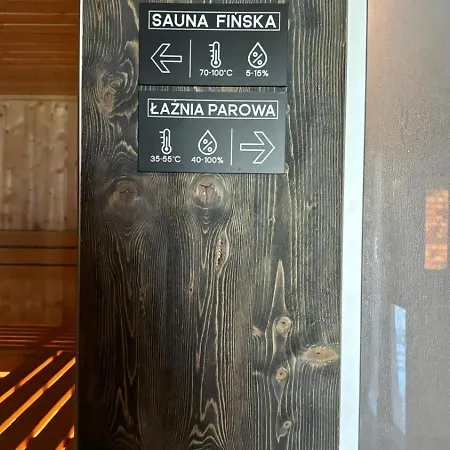 SAUNA FIŃSKA
70-100°C 5-15%
ŁAŹNIA PAROWA
35-55°C 40-100%